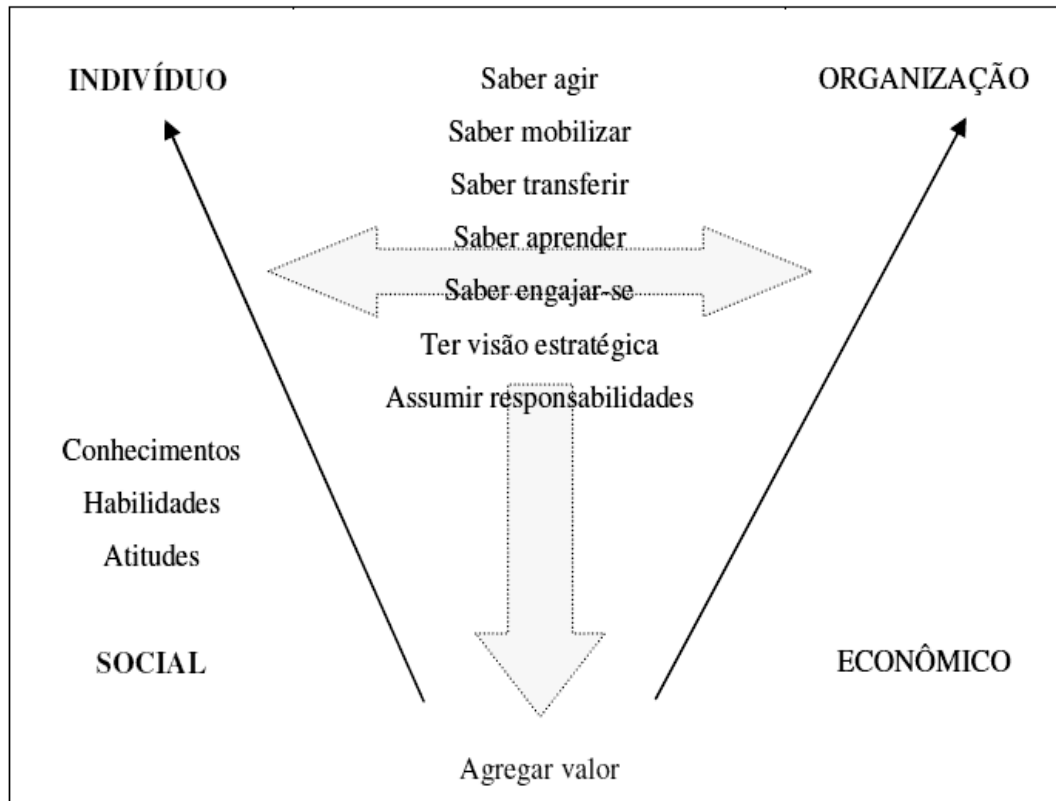 INDIVÍDUO
Saber agir
ORGANIZAÇÃO
Saber mobilizar
Saber transferir
Saber aprender
Saber engajar-se
Ter visão estratégica
Assumir responsabilidades
Conhecimentos
Habilidades
Atitudes
SOCIAL
ECONÔMICO
Agregar valor